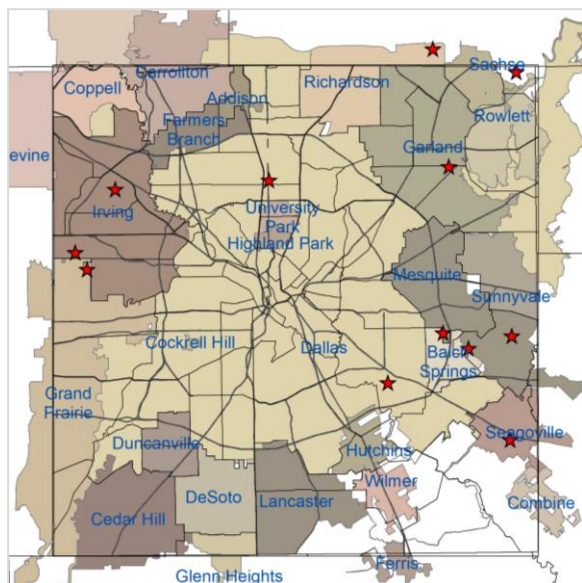 Coppell
Carrollton
Addison
Richardson
Sachse
Rowlett
Farmers
Branch
Garland
evine
Irving
University
Park
Highland Park
Mesquite
Sunnyvale
Cockrell Hill
Dallas
Balch
Springs
Grand
Prairie
Seagoville
Duncanville
Hutchins
Wilmer
DeSoto
Lancaster
Combine
Cedar Hill
Ferris
Glenn Heights